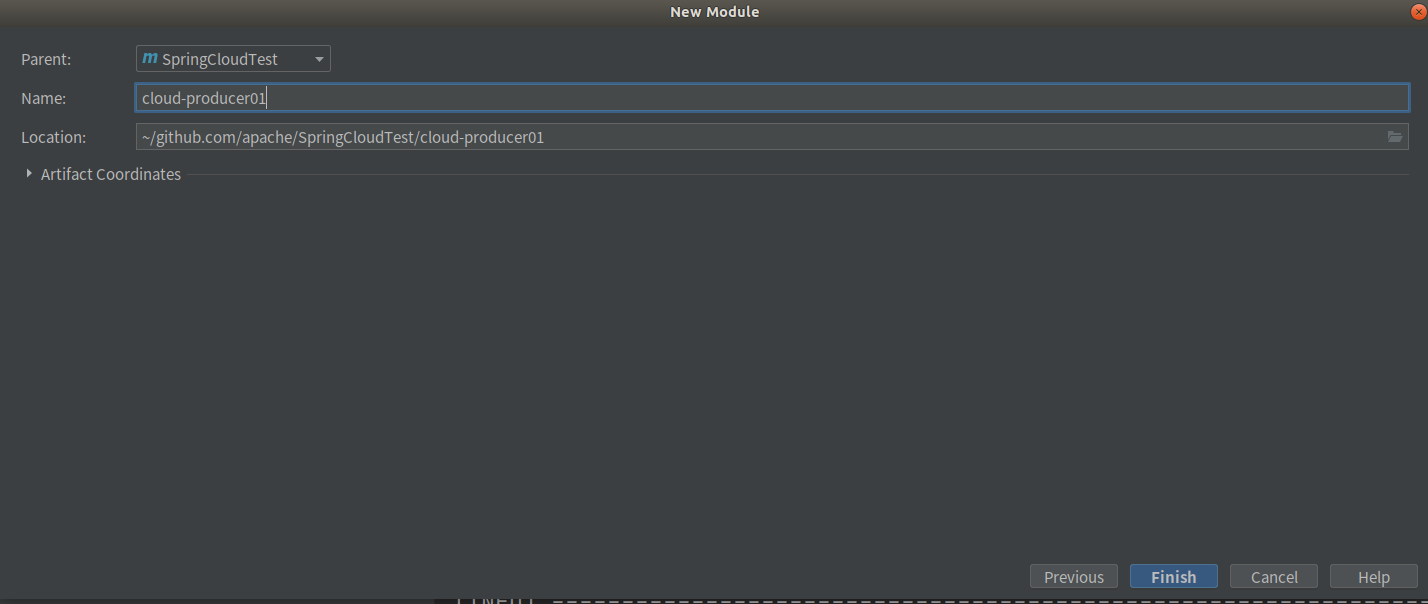 New Module
Parent: m SpringCloudTest
Name: cloud-producer01
Location: ~/github.com/apache/SpringCloudTest/cloud-producer01
Artifact Coordinates
Previous Finish Cancel Help